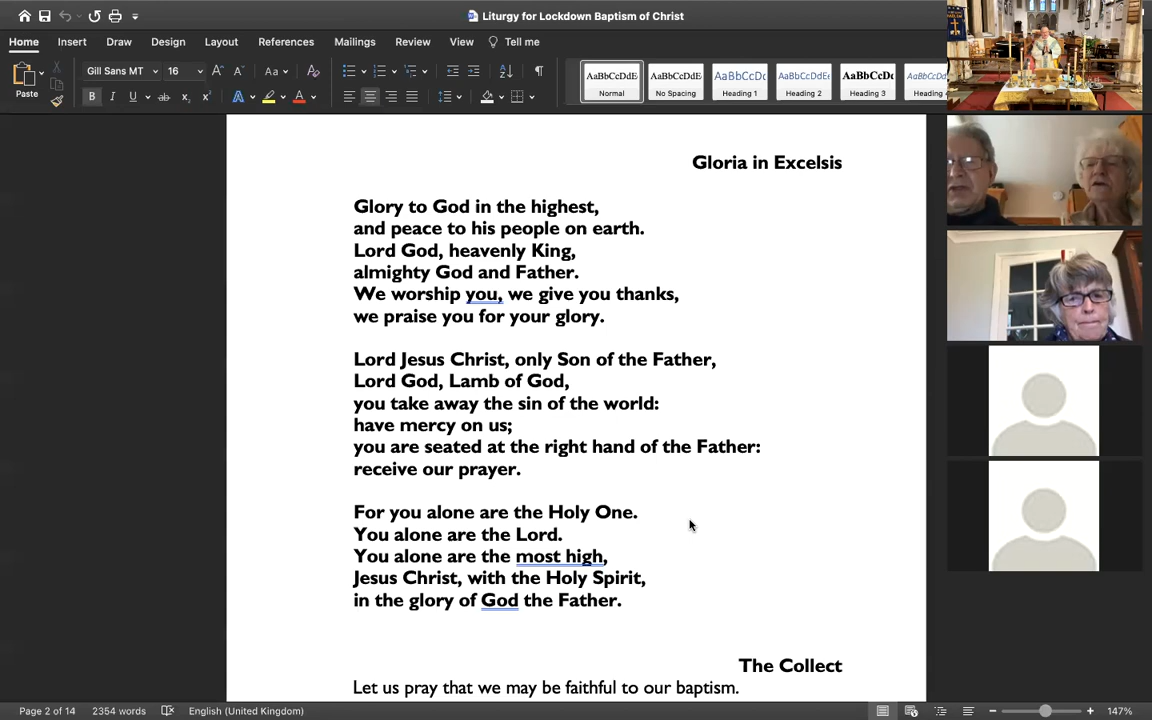 Liturgy for Lockdown Baptism of Christ
Home Insert Draw Design Layout References Mailings Review View Tell me
Paste
Gill Sans MT 16
AaBbCcDdE Normal
AaBbCcDdE No Spacing
AaBbCcDc Heading 1
AaBbCcDdEe Heading 2
AaBbCcDc Heading 3
Gloria in Excelsis
Glory to God in the highest,
and peace to his people on earth.
Lord God, heavenly King,
almighty God and Father.
We worship you, we give you thanks,
we praise you for your glory.
Lord Jesus Christ, only Son of the Father,
Lord God, Lamb of God,
you take away the sin of the world:
have mercy on us;
you are seated at the right hand of the Father:
receive our prayer.
For you alone are the Holy One.
You alone are the Lord.
You alone are the most high,
Jesus Christ, with the Holy Spirit,
in the glory of God the Father.
The Collect
Let us pray that we may be faithful to our baptism.
Page 2 of 14 2354 words English (United Kingdom) 147%